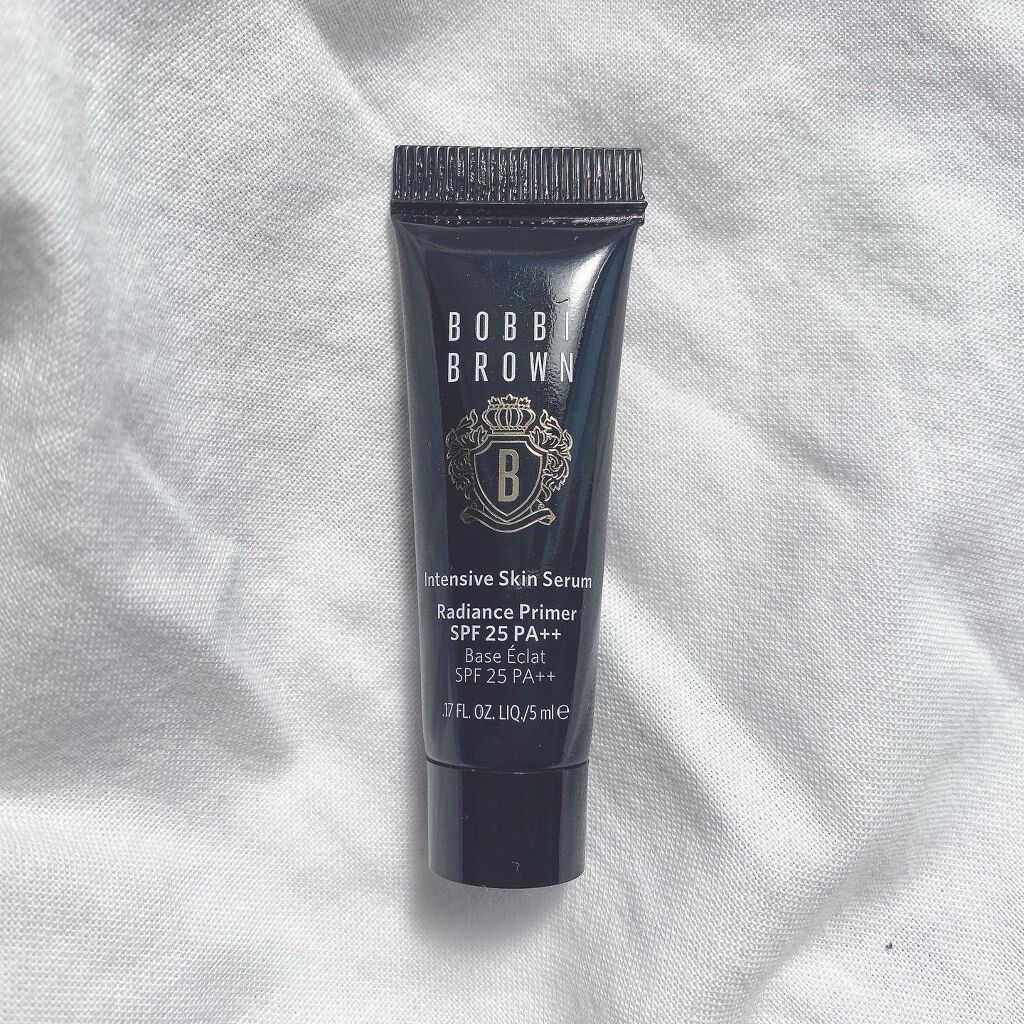 BOBBI
BROWN
B
Intensive Skin Serum
Radiance Primer
SPF 25 PA++
Base Éclat
SPF 25 PA++
.17 FL. OZ. LIQ./5 ml ℮